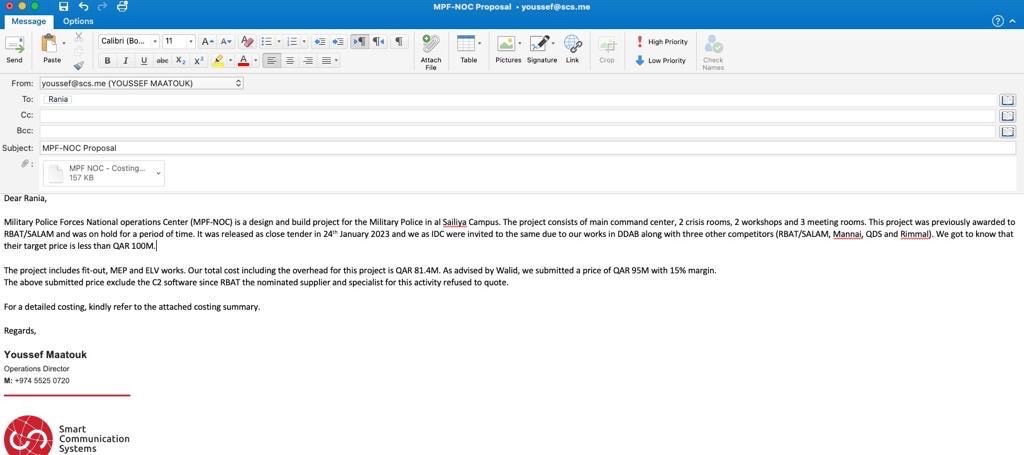 MPF-NOC Proposal • youssef@scs.me
Message Options
Calibri (Bo... 11
B I U abc X₂ X² A
Send Paste Attach File Table Pictures Signature Link Crop High Priority Low Priority Check Names
From: youssef@scs.me (YOUSSEF MAATOUK)
To: Rania
Cc:
Bcc:
Subject: MPF-NOC Proposal
MPF NOC - Costing...
157 KB
Dear Rania,
Military Police Forces National operations Center (MPF-NOC) is a design and build project for the Military Police in al Sailiya Campus. The project consists of main command center, 2 crisis rooms, 2 workshops and 3 meeting rooms. This project was previously awarded to
RBAT/SALAM and was on hold for a period of time. It was released as close tender in 24th January 2023 and we as IDC were invited to the same due to our works in DDAB along with three other competitors (RBAT/SALAM, Mannai, QDS and Rimmal). We got to know that
their target price is less than QAR 100M.
The project includes fit-out, MEP and ELV works. Our total cost including the overhead for this project is QAR 81.4M. As advised by Walid, we submitted a price of QAR 95M with 15% margin.
The above submitted price exclude the C2 software since RBAT the nominated supplier and specialist for this activity refused to quote.
For a detailed costing, kindly refer to the attached costing summary.
Regards,
Youssef Maatouk
Operations Director
M: +974 5525 0720
Smart
Communication
Systems